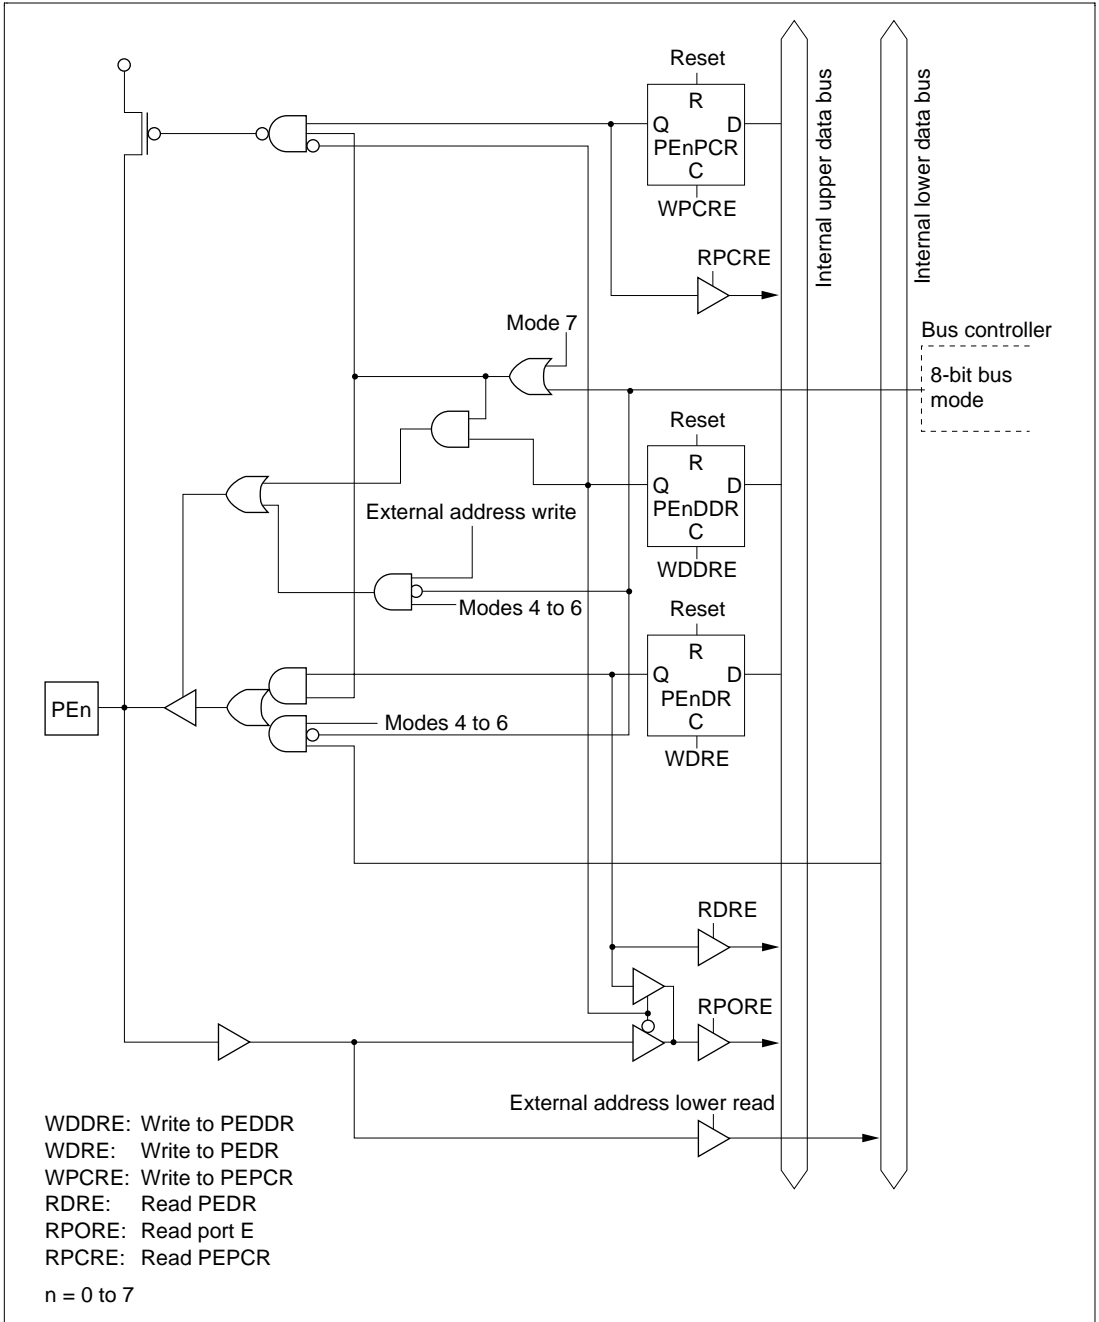 Reset
R
Q D
PEnPCR
C
WPCRE
Internal upper data bus
Internal lower data bus
RPCRE
Mode 7
Bus controller
8-bit bus
mode
Reset
R
Q D
PEnDDR
C
WDDRE
External address write
Modes 4 to 6
Reset
R
Q D
PEnDR
C
WDRE
PEn
Modes 4 to 6
RDRE
RPORE
External address lower read
WDDRE: Write to PEDDR
WDRE: Write to PEDR
WPCRE: Write to PEPCR
RDRE: Read PEDR
RPORE: Read port E
RPCRE: Read PEPCR
n = 0 to 7